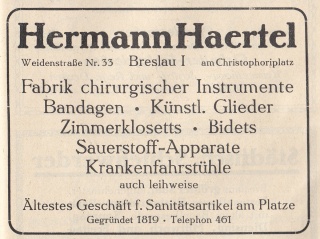 Hermann Haertel
Weidenstraße Nr. 33 Breslau I am Christophoriplatz
Fabrik chirurgischer Instrumente
Bandagen • Künstl. Glieder
Zimmerklosetts • Bidets
Sauerstoff-Apparate
Krankenfahrstühle
auch leihweise
Ältestes Geschäft f. Sanitätsartikel am Platze
Gegründet 1819 • Telephon 461